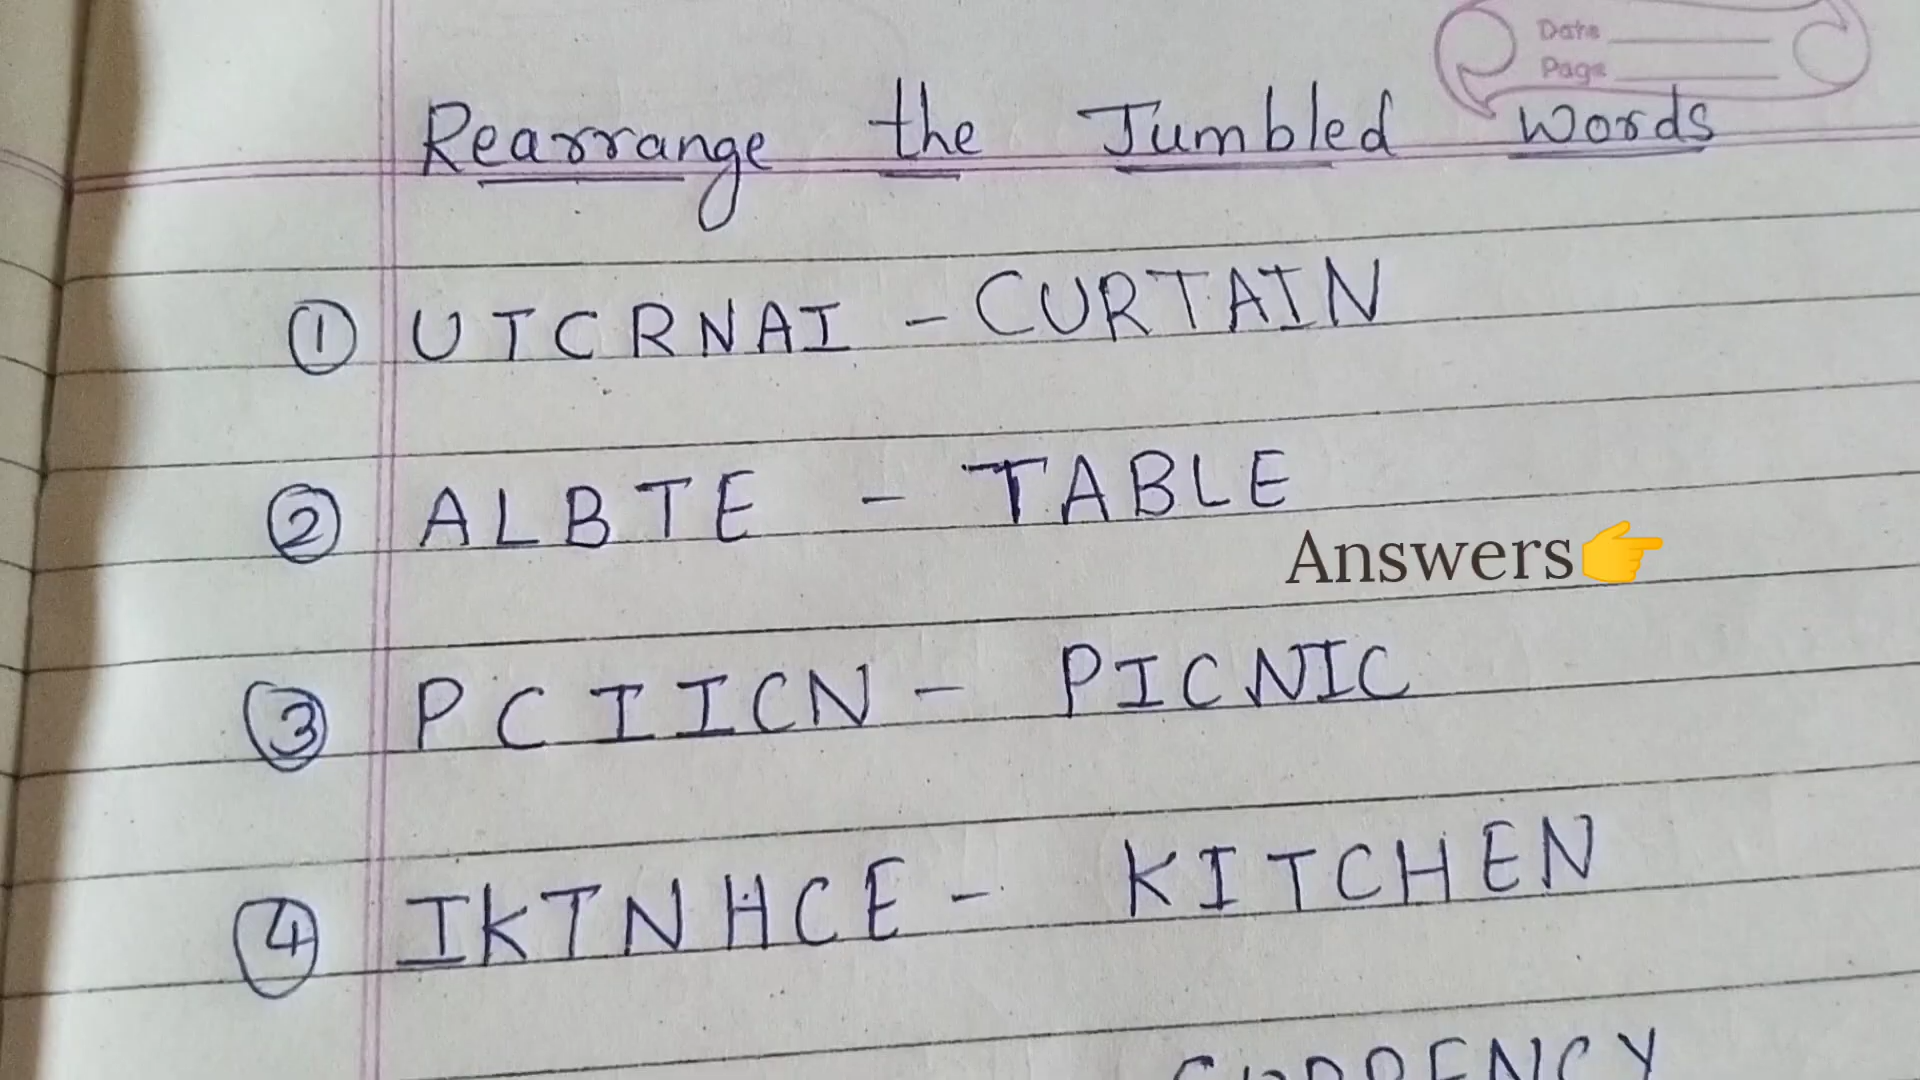 Date
Page
Rearrange the Jumbled words
1 UTCRNAI - CURTAIN
2 ALBTE - TABLE
Answers👉
3 PCIICN - PICNIC
4 IKTNHCE - KITCHEN
CURRENCY